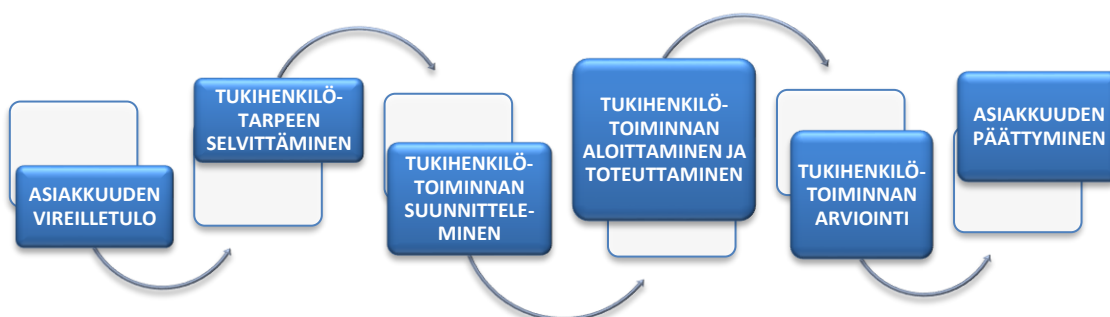 ASIAKKUUDEN
VIREILLETULO
TUKIHENKILÖ-
TARPEEN
SELVITTÄMINEN
TUKIHENKILÖ-
TOIMINNAN
SUUNNITTELE-
MINEN
TUKIHENKILÖ-
TOIMINNAN
ALOITTAMINEN JA
TOTEUTTAMINEN
TUKIHENKILÖ-
TOIMINNAN
ARVIOINTI
ASIAKKUUDEN
PÄÄTTYMINEN